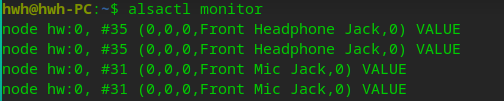 hwh@hwh-PC:~$ alsactl monitor
node hw:0, #35 (0,0,0,Front Headphone Jack,0) VALUE
node hw:0, #35 (0,0,0,Front Headphone Jack,0) VALUE
node hw:0, #31 (0,0,0,Front Mic Jack,0) VALUE
node hw:0, #31 (0,0,0,Front Mic Jack,0) VALUE